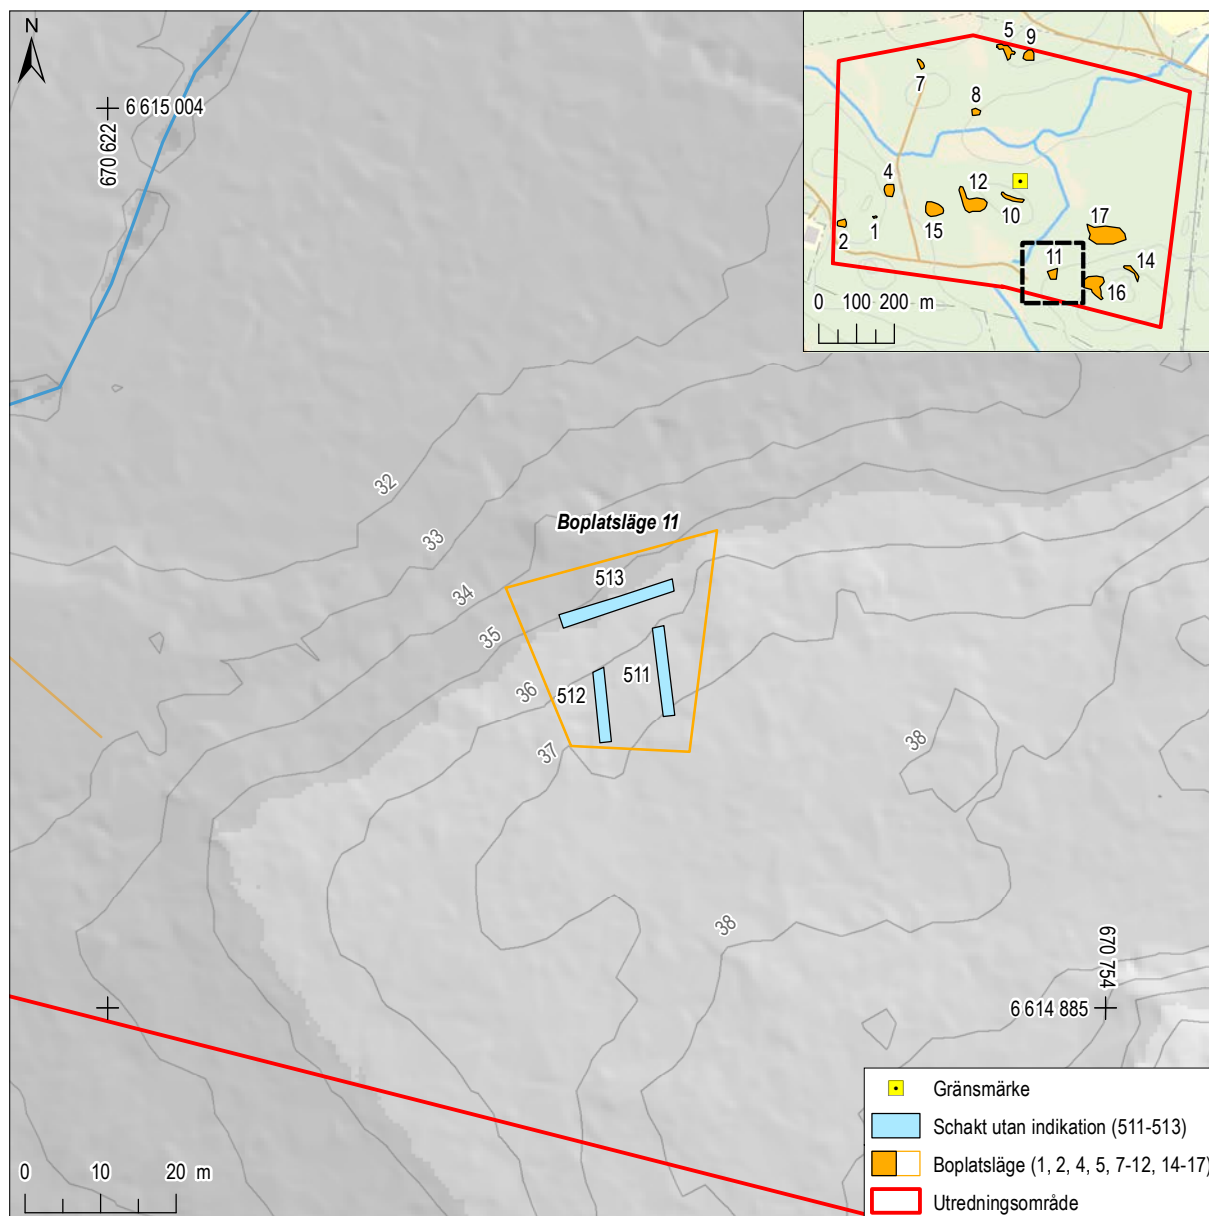 N
6 615 004
670 622
5
9
7
8
4
12
10
15
1
2
17
11
14
16
0 100 200 m
32
33
34
35
36
37
38
38
Boplatsläge 11
513
511
512
670 754
6 614 885
0 10 20 m
Gränsmärke
Schakt utan indikation (511-513)
Boplatsläge (1, 2, 4, 5, 7-12, 14-17)
Utredningsområde